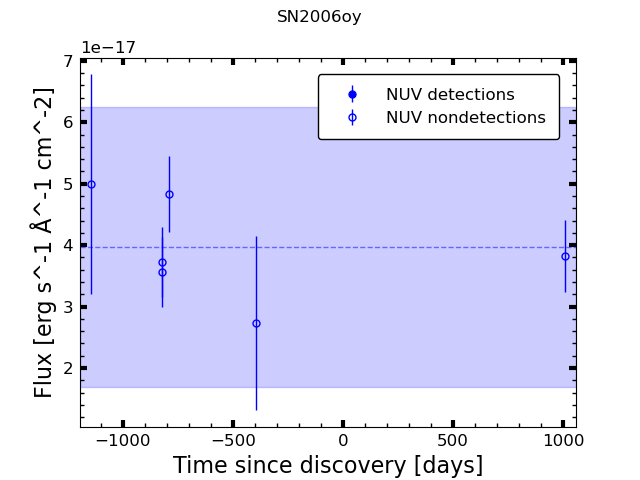 SN2006oy
1e−17
7
6
5
4
3
2
Flux [erg s^-1 Å^-1 cm^-2]
NUV detections
NUV nondetections
−1000
−500
0
500
1000
Time since discovery [days]